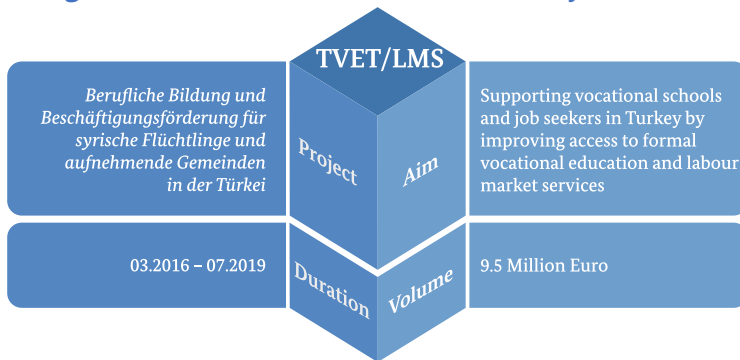 TVET/LMS
Berufliche Bildung und
Beschäftigungsförderung für
syrische Flüchtlinge und
aufnehmende Gemeinden
in der Türkei
Project
Aim
Supporting vocational schools
and job seekers in Turkey by
improving access to formal
vocational education and labour
market services
03.2016 – 07.2019
Duration
Volume
9.5 Million Euro